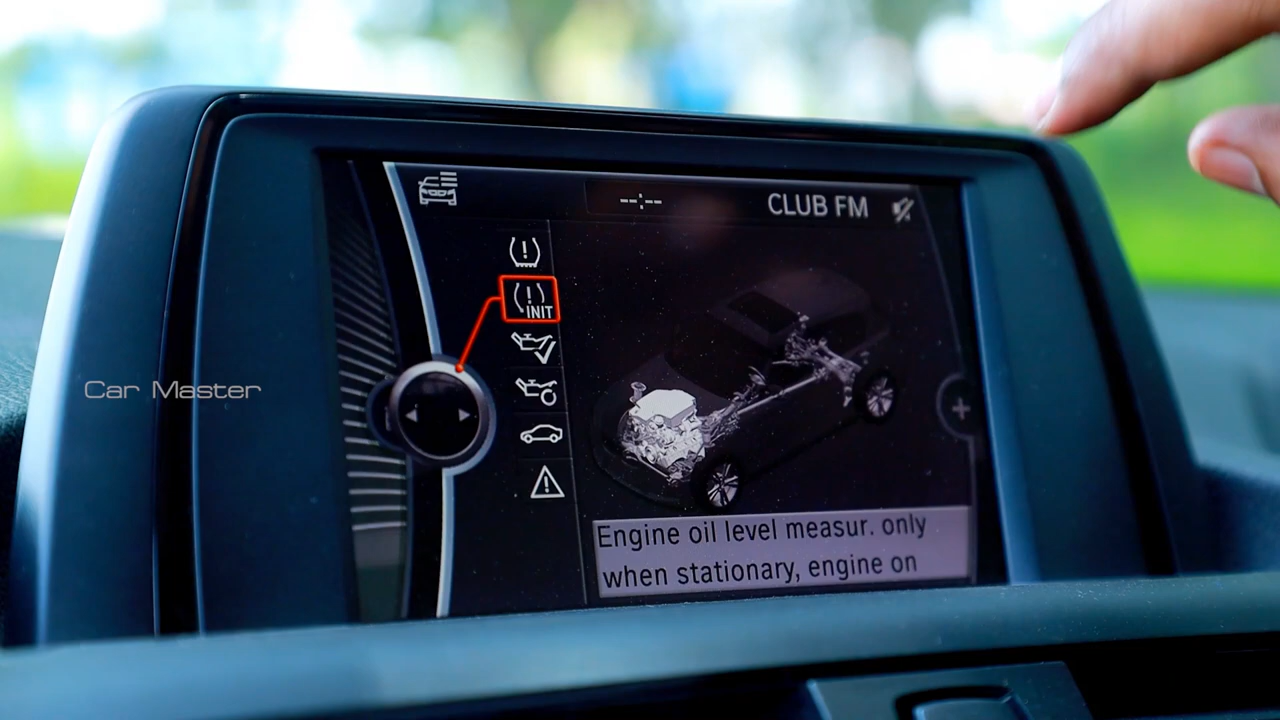 --:--
CLUB FM
INIT
Car Master
Engine oil level measur. only
when stationary, engine on